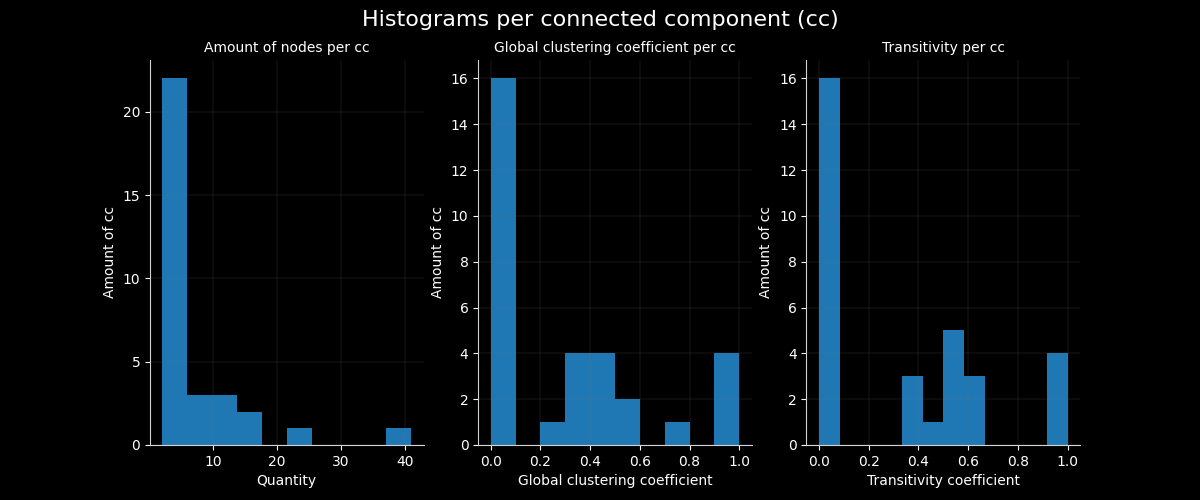 Histograms per connected component (cc)
Amount of nodes per cc
Amount of cc
20
15
10
5
0
10 20 30 40
Quantity
Global clustering coefficient per cc
Amount of cc
16
14
12
10
8
6
4
2
0
0.0 0.2 0.4 0.6 0.8 1.0
Global clustering coefficient
Transitivity per cc
Amount of cc
16
14
12
10
8
6
4
2
0
0.0 0.2 0.4 0.6 0.8 1.0
Transitivity coefficient